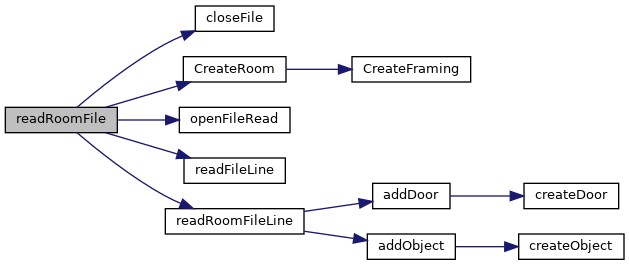 closeFile
CreateRoom
CreateFraming
readRoomFile
openFileRead
readFileLine
readRoomFileLine
addDoor
createDoor
addObject
createObject